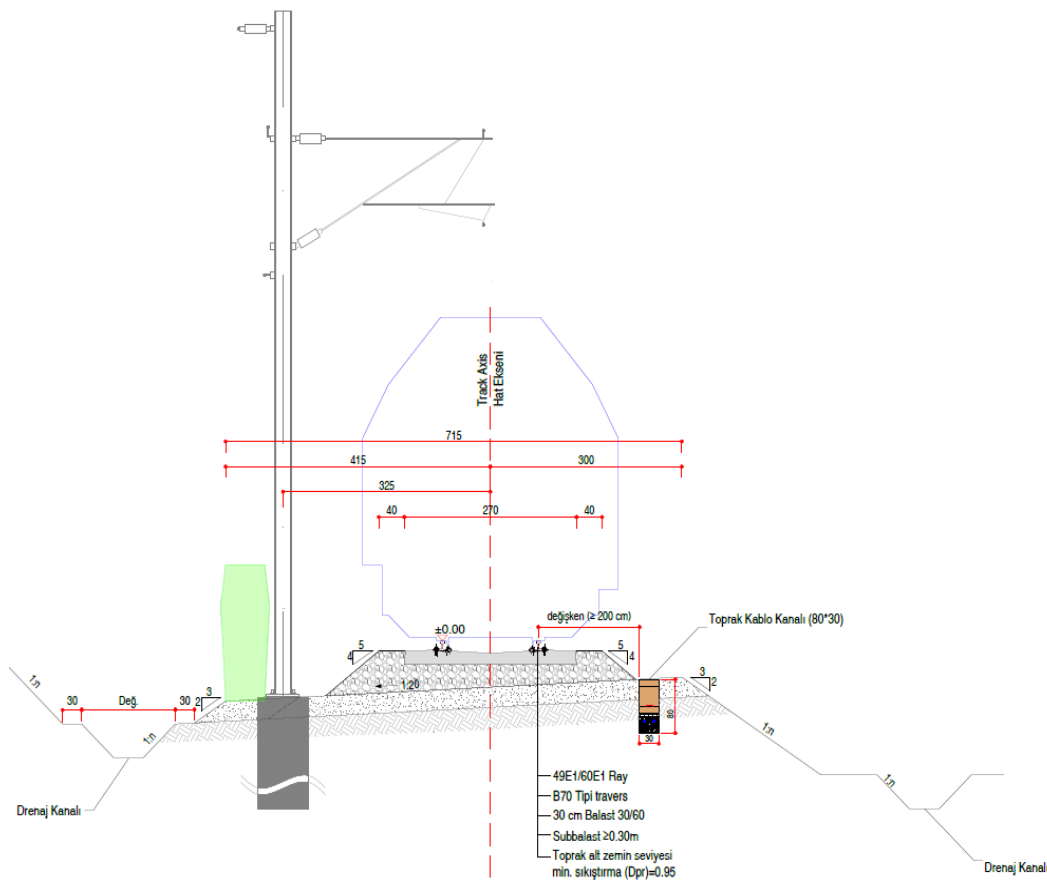 Track Axis
Hat Ekseni
715
415
300
325
40
270
40
değişken (≥ 200 cm)
Toprak Kablo Kanalı (80*30)
±0.00
5
4
5
4
1:20
3
2
3
2
1:n
30
Değ.
30
1:n
80
30
1:n
1:n
Drenaj Kanalı
49E1/60E1 Ray
B70 Tipi travers
30 cm Balast 30/60
Subbalast ≥0.30m
Toprak alt zemin seviyesi
min. sıkıştırma (Dpr)=0.95
Drenaj Kanalı